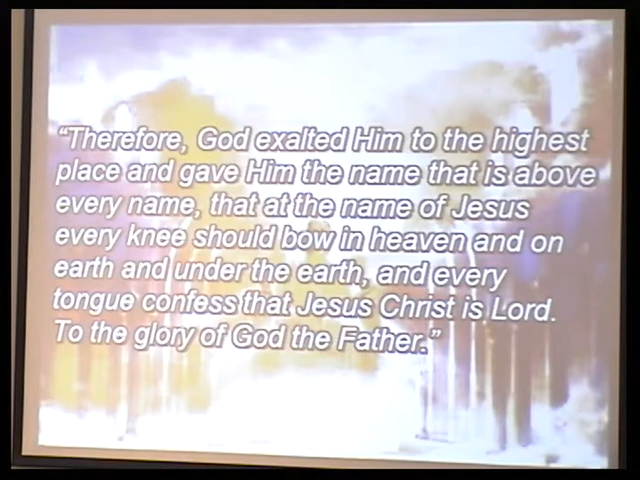 “Therefore, God exalted Him to the highest
place and gave Him the name that is above
every name, that at the name of Jesus
every knee should bow in heaven and on
earth and under the earth, and every
tongue confess that Jesus Christ is Lord.
To the glory of God the Father.”